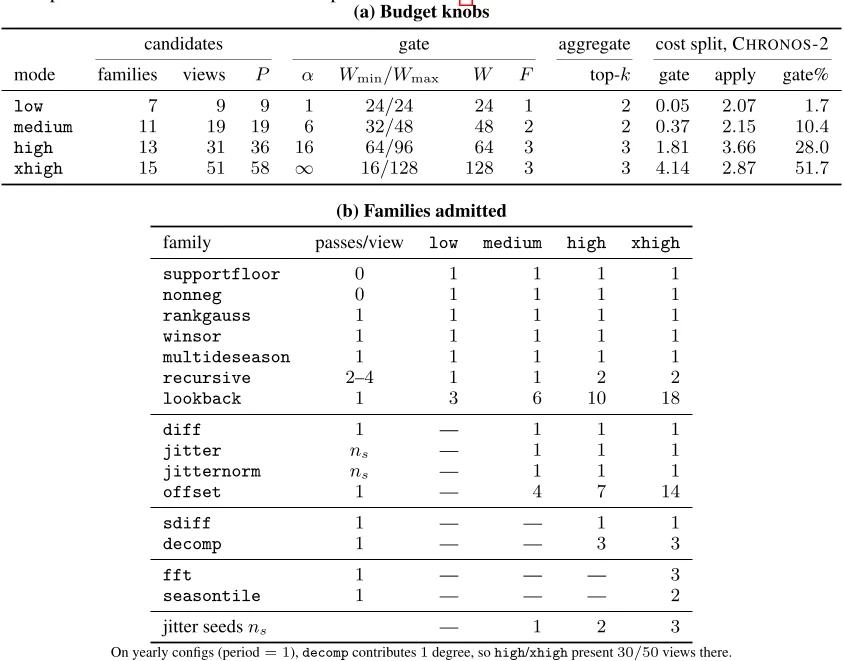 (a) Budget knobs
candidates gate aggregate cost split, CHRONOS-2
mode families views P α Wmin/Wmax W F top-k gate apply gate%
low 7 9 9 1 24/24 24 1 2 0.05 2.07 1.7
medium 11 19 19 6 32/48 48 2 2 0.37 2.15 10.4
high 13 31 36 16 64/96 64 3 3 1.81 3.66 28.0
xhigh 15 51 58 ∞ 16/128 128 3 3 4.14 2.87 51.7
(b) Families admitted
family passes/view low medium high xhigh
supportfloor 0 1 1 1 1
nonneg 0 1 1 1 1
rankgauss 1 1 1 1 1
winsor 1 1 1 1 1
multideseason 1 1 1 1 1
recursive 2–4 1 1 2 2
lookback 1 3 6 10 18
diff 1 — 1 1 1
jitter ns — 1 1 1
jitternorm ns — 1 1 1
offset 1 — 4 7 14
sdiff 1 — — 1 1
decomp 1 — — 3 3
fft 1 — — — 3
seasontile 1 — — — 2
jitter seeds ns — 1 2 3
On yearly configs (period = 1), decomp contributes 1 degree, so high/xhigh present 30/50 views there.